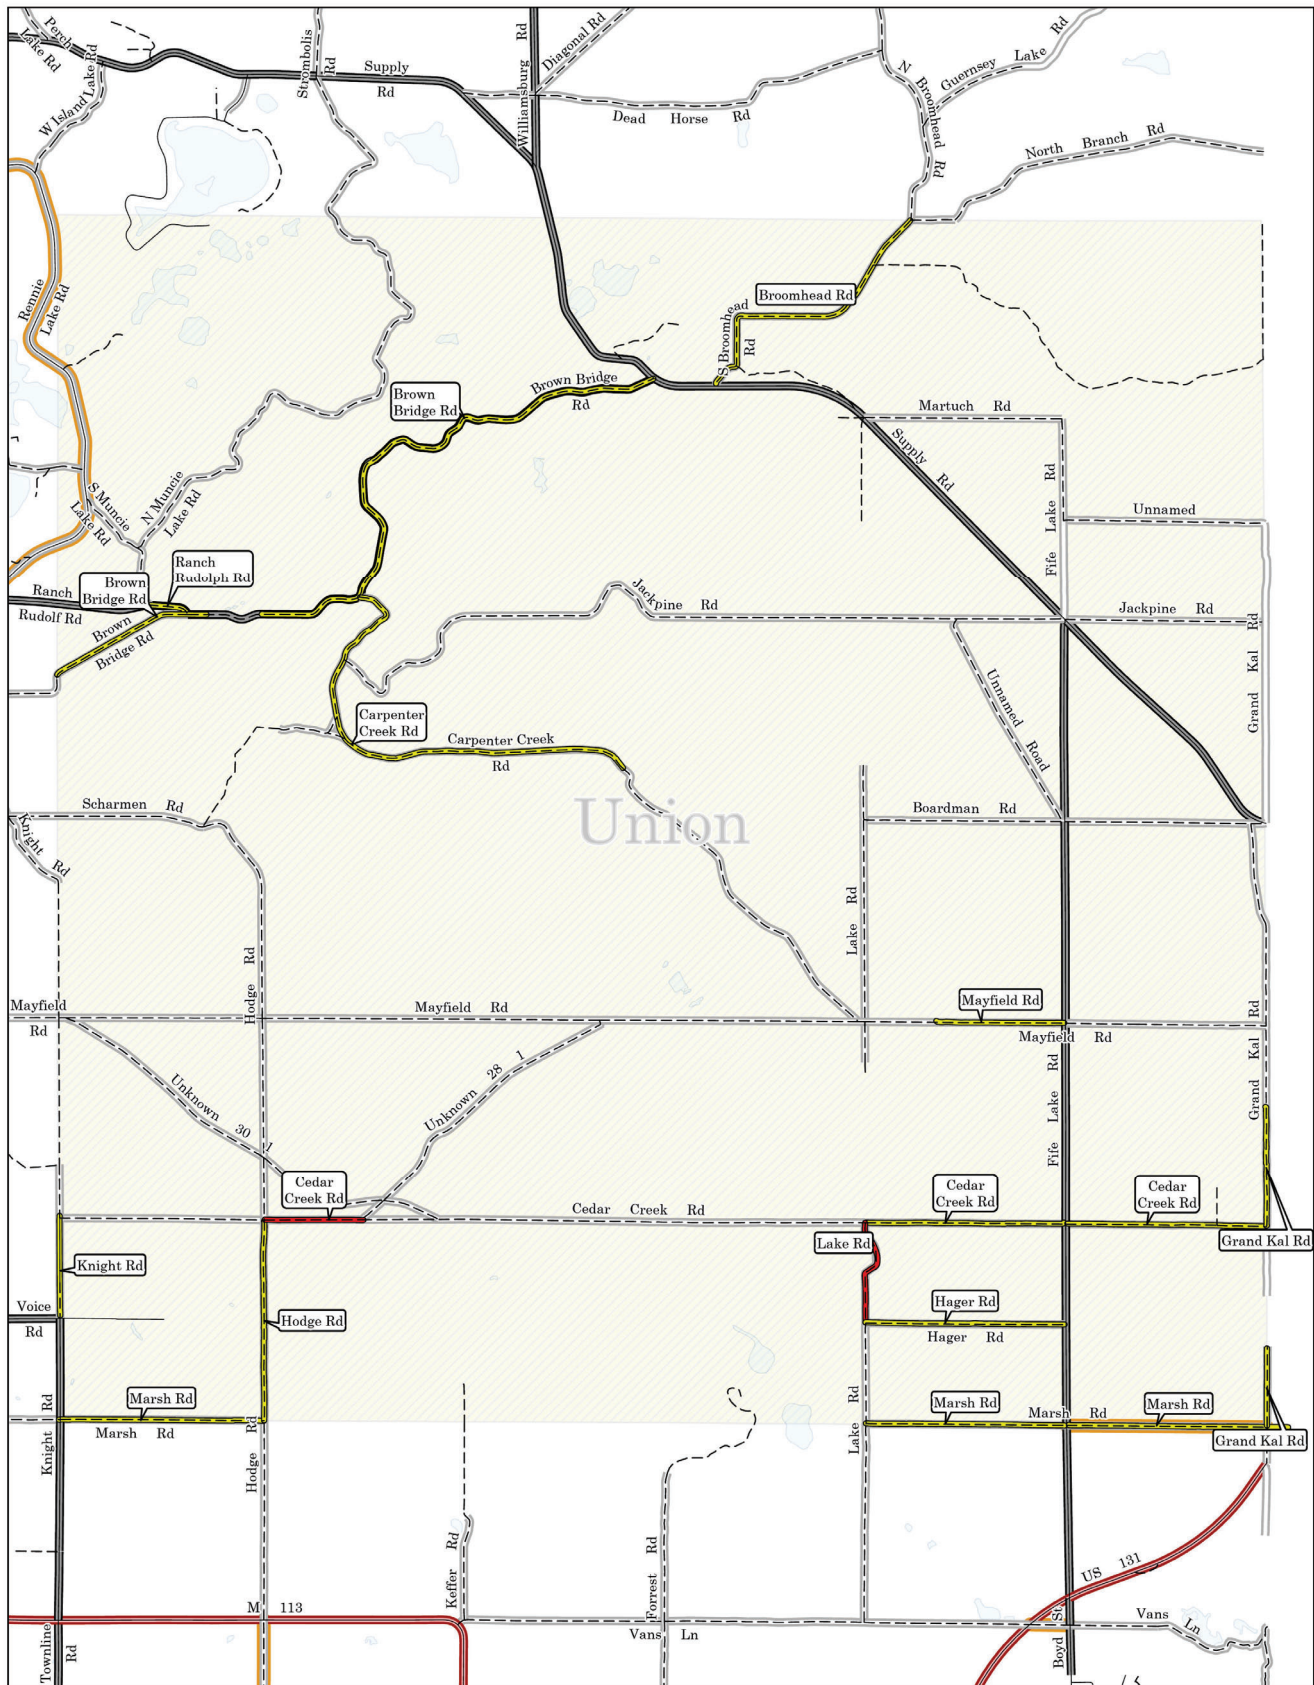 Perch
Lake Rd
W Island Lake Rd
Strombolis
Rd
Supply
Rd
Williamsburg Rd
Diagonal Rd
Dead Horse Rd
N Broomhead Rd
Guernsey Lake Rd
North Branch Rd
Rennie
Lake Rd
Broomhead Rd
S Broomhead
Rd
Brown Bridge
Rd
Brown
Bridge Rd
Martuch Rd
Supply Rd
Fife Lake Rd
Unnamed
S Muncie
Lake Rd
N Muncie
Lake Rd
Ranch
Rudolph Rd
Brown
Bridge Rd
Ranch
Rudolf Rd
Brown
Bridge Rd
Jackpine Rd
Jackpine Rd
Grand Kal Rd
Unnamed
Road
Carpenter
Creek Rd
Carpenter Creek
Rd
Union
Scharmen Rd
Knight Rd
Boardman Rd
Lake Rd
Hodge Rd
Mayfield
Rd
Mayfield Rd
Mayfield Rd
Mayfield Rd
Grand Kal Rd
Fife Lake Rd
Unknown 30 1
Unknown 28 1
Cedar
Creek Rd
Cedar Creek Rd
Cedar
Creek Rd
Cedar
Creek Rd
Grand Kal Rd
Lake Rd
Knight Rd
Voice
Rd
Hodge Rd
Hager Rd
Hager Rd
Marsh Rd
Marsh Rd
Knight Rd
Hodge Rd
Lake Rd
Marsh Rd
Marsh Rd
Marsh Rd
Grand Kal Rd
Keffer Rd
Forrest Rd
US 131
M 113
Vans Ln
Vans Ln
Boyd St
Townline
Rd